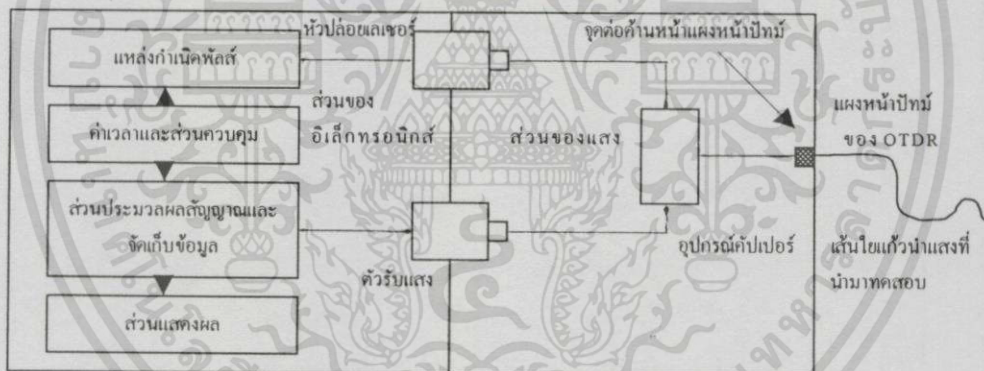 หัวปล่อยเลเซอร์
จุดต่อด้านหน้าแผงหน้าปัทม์
แหล่งกำเนิดพัลส์
ส่วนของ
อิเล็กทรอนิกส์
ส่วนของแสง
แผงหน้าปัทม์
ของ OTDR
ค่าเวลาและส่วนควบคุม
ส่วนประมวลผลสัญญาณและ
จัดเก็บข้อมูล
ตัวรับแสง
อุปกรณ์คัปเปอร์
เส้นใยแก้วนำแสงที่
นำมาทดสอบ
ส่วนแสดงผล